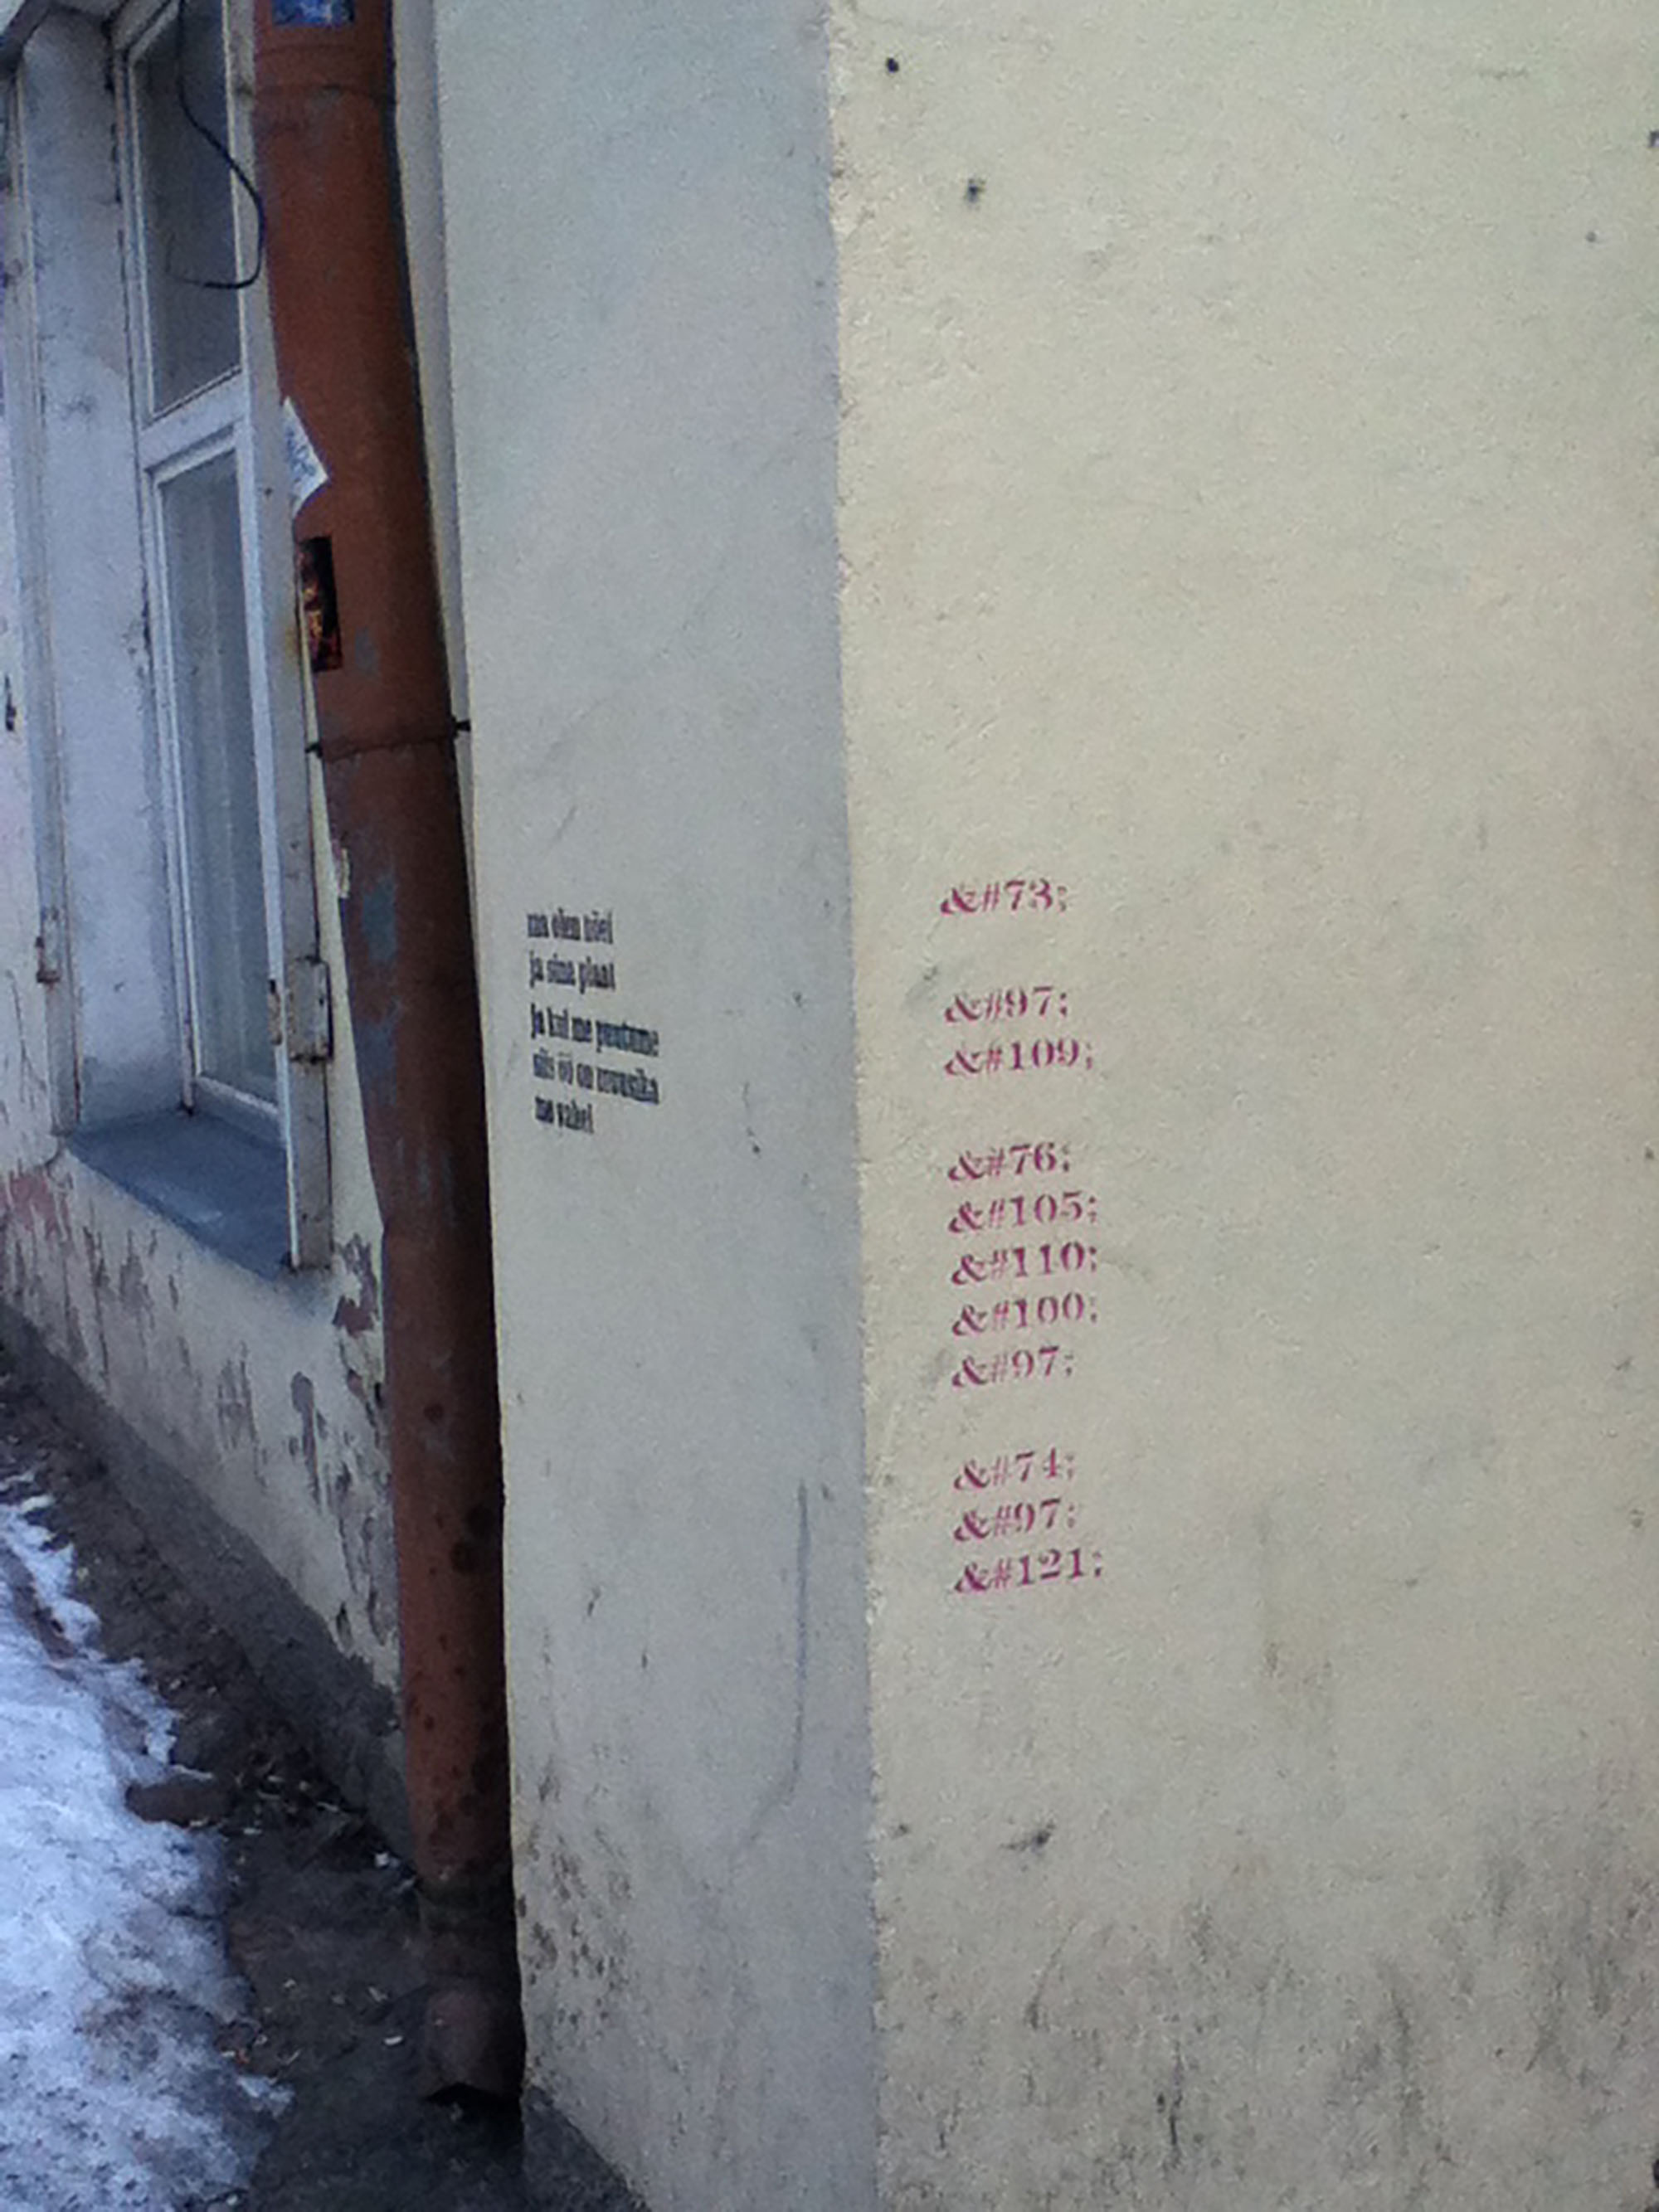 ma olen nõel
ja sina plaat
ja kui me puutume
siis öö on muusika
me vahel
&#73;
&#97;
&#109;
&#76;
&#105;
&#110;
&#100;
&#97;
&#74;
&#97;
&#121;